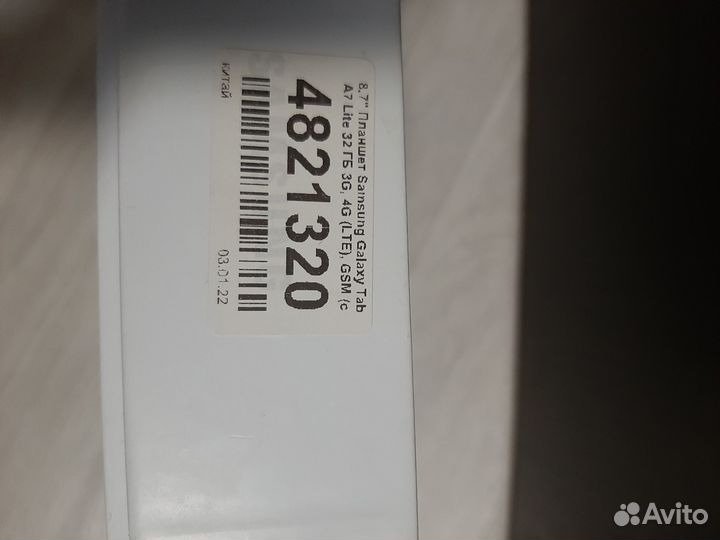 8,7" Планшет Samsung Galaxy Tab
A7 Lite 32 ГБ 3G, 4G (LTE), GSM (с
4821320
китай
03.01.22
Avito